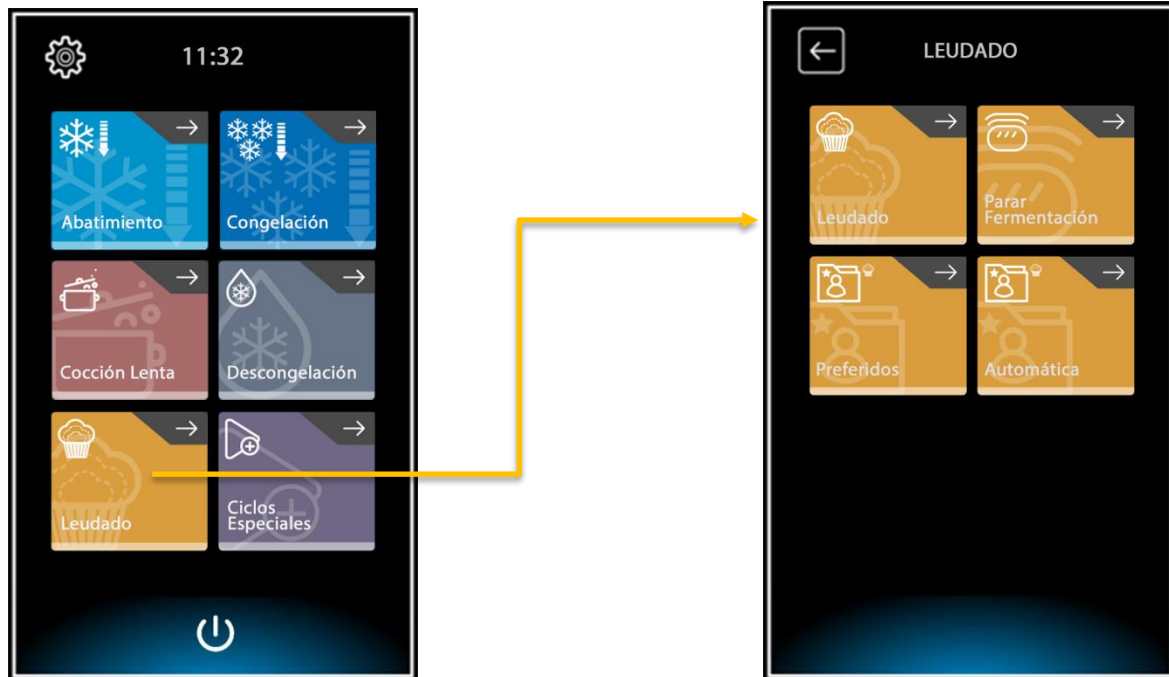 11:32
Abatimiento
Congelación
Cocción Lenta
Descongelación
Leudado
Ciclos
Especiales
LEUDADO
Leudado
Parar
Fermentación
Preferidos
Automática